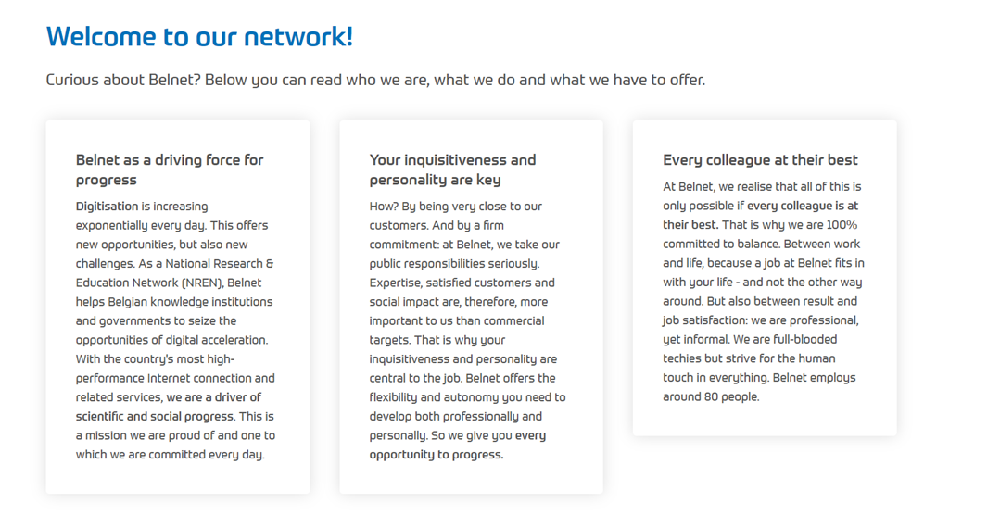 Welcome to our network!
Curious about Belnet? Below you can read who we are, what we do and what we have to offer.
Belnet as a driving force for
progress
Digitisation is increasing
exponentially every day. This offers
new opportunities, but also new
challenges. As a National Research &
Education Network (NREN), Belnet
helps Belgian knowledge institutions
and governments to seize the
opportunities of digital acceleration.
With the country's most high-
performance Internet connection and
related services, we are a driver of
scientific and social progress. This is
a mission we are proud of and one to
which we are committed every day.
Your inquisitiveness and
personality are key
How? By being very close to our
customers. And by a firm
commitment: at Belnet, we take our
public responsibilities seriously.
Expertise, satisfied customers and
social impact are, therefore, more
important to us than commercial
targets. That is why your
inquisitiveness and personality are
central to the job. Belnet offers the
flexibility and autonomy you need to
develop both professionally and
personally. So we give you every
opportunity to progress.
Every colleague at their best
At Belnet, we realise that all of this is
only possible if every colleague is at
their best. That is why we are 100%
committed to balance. Between work
and life, because a job at Belnet fits in
with your life - and not the other way
around. But also between result and
job satisfaction: we are professional,
yet informal. We are full-blooded
techies but strive for the human
touch in everything. Belnet employs
around 80 people.